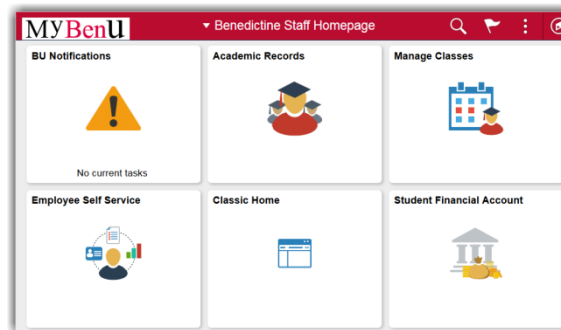 MyBenU
Benedictine Staff Homepage
BU Notifications
Academic Records
Manage Classes
No current tasks
Employee Self Service
Classic Home
Student Financial Account